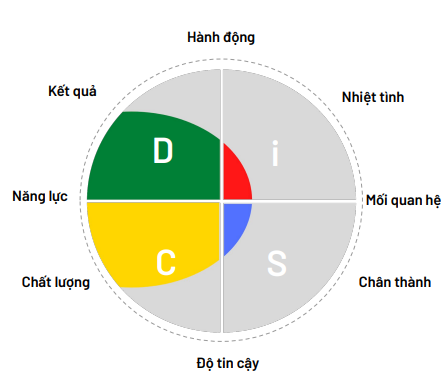 Hành động
Kết quả
Nhiệt tình
D
i
Năng lực
Mối quan hệ
C
S
Chất lượng
Chân thành
Độ tin cậy